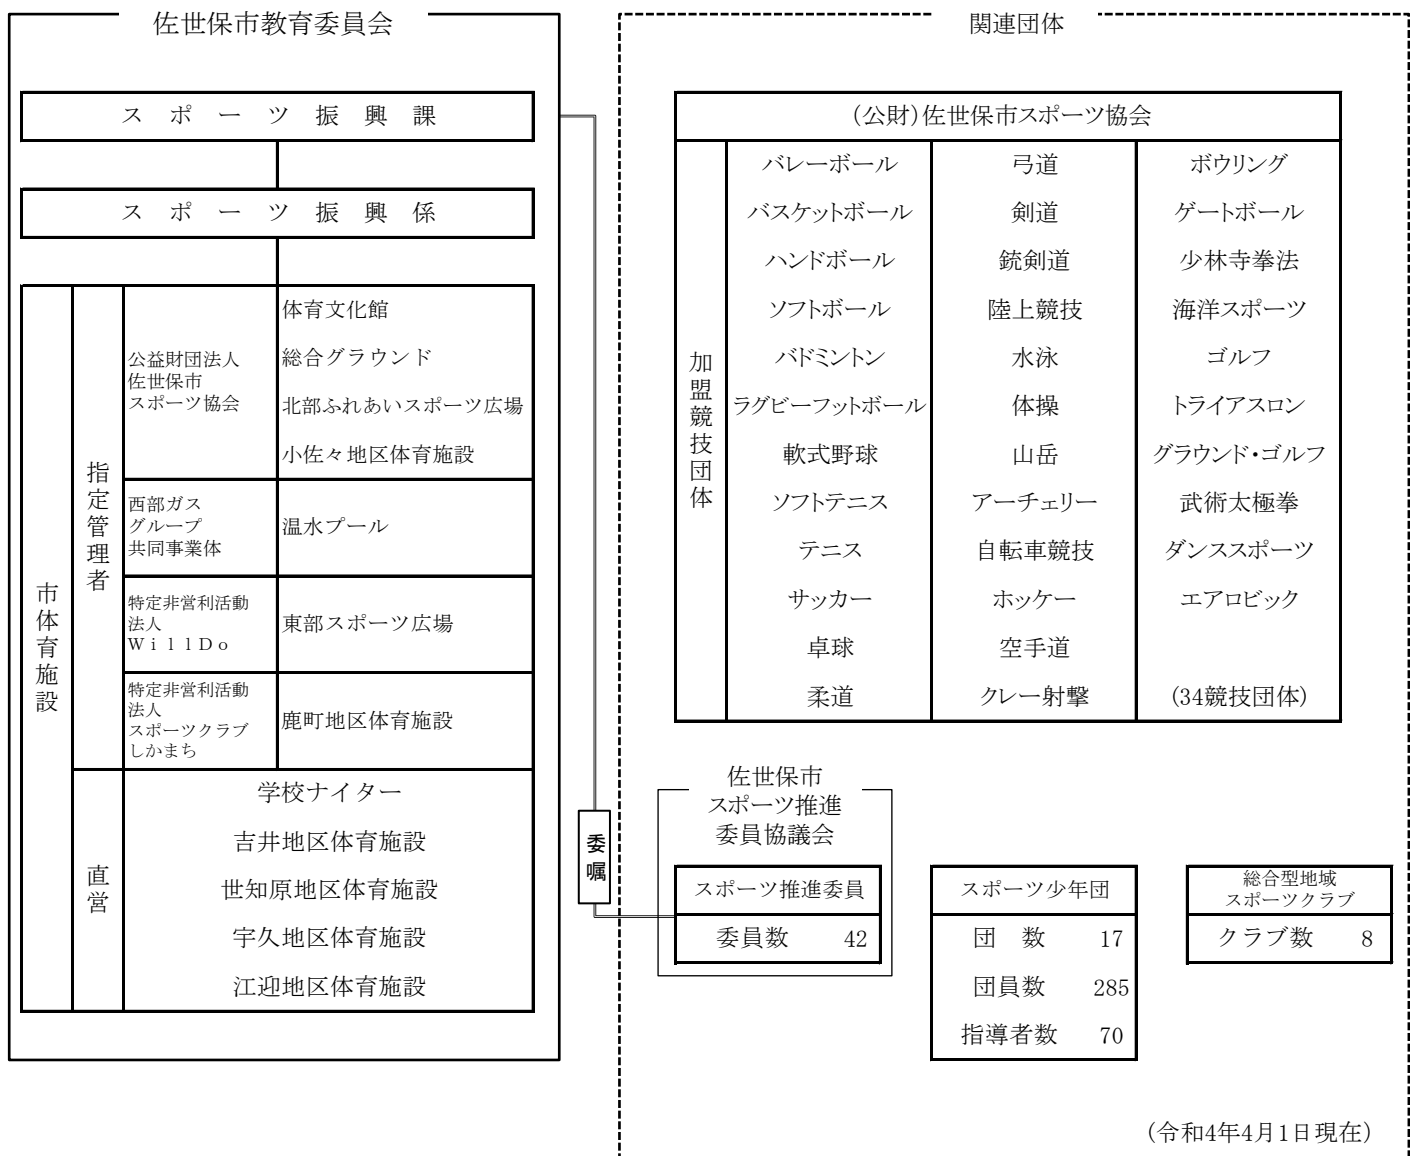 佐世保市教育委員会
スポーツ振興課
スポーツ振興係
市体育施設
指定管理者
公益財団法人
佐世保市
スポーツ協会
体育文化館
総合グラウンド
北部ふれあいスポーツ広場
小佐々地区体育施設
西部ガス
グループ
共同事業体
温水プール
特定非営利活動
法人
ＷｉｌｌＤｏ
東部スポーツ広場
特定非営利活動
法人
スポーツクラブ
しかまち
鹿町地区体育施設
直営
学校ナイター
吉井地区体育施設
世知原地区体育施設
宇久地区体育施設
江迎地区体育施設
委嘱
関連団体
(公財)佐世保市スポーツ協会
加盟競技団体
バレーボール 弓道 ボウリング
バスケットボール 剣道 ゲートボール
ハンドボール 銃剣道 少林寺拳法
ソフトボール 陸上競技 海洋スポーツ
バドミントン 水泳 ゴルフ
ラグビーフットボール 体操 トライアスロン
軟式野球 山岳 グラウンド・ゴルフ
ソフトテニス アーチェリー 武術太極拳
テニス 自転車競技 ダンススポーツ
サッカー ホッケー エアロビック
卓球 空手道
柔道 クレー射撃 (34競技団体)
佐世保市
スポーツ推進
委員協議会
スポーツ推進委員
委員数 42
スポーツ少年団
団 数 17
団員数 285
指導者数 70
総合型地域
スポーツクラブ
クラブ数 8
(令和4年4月1日現在)